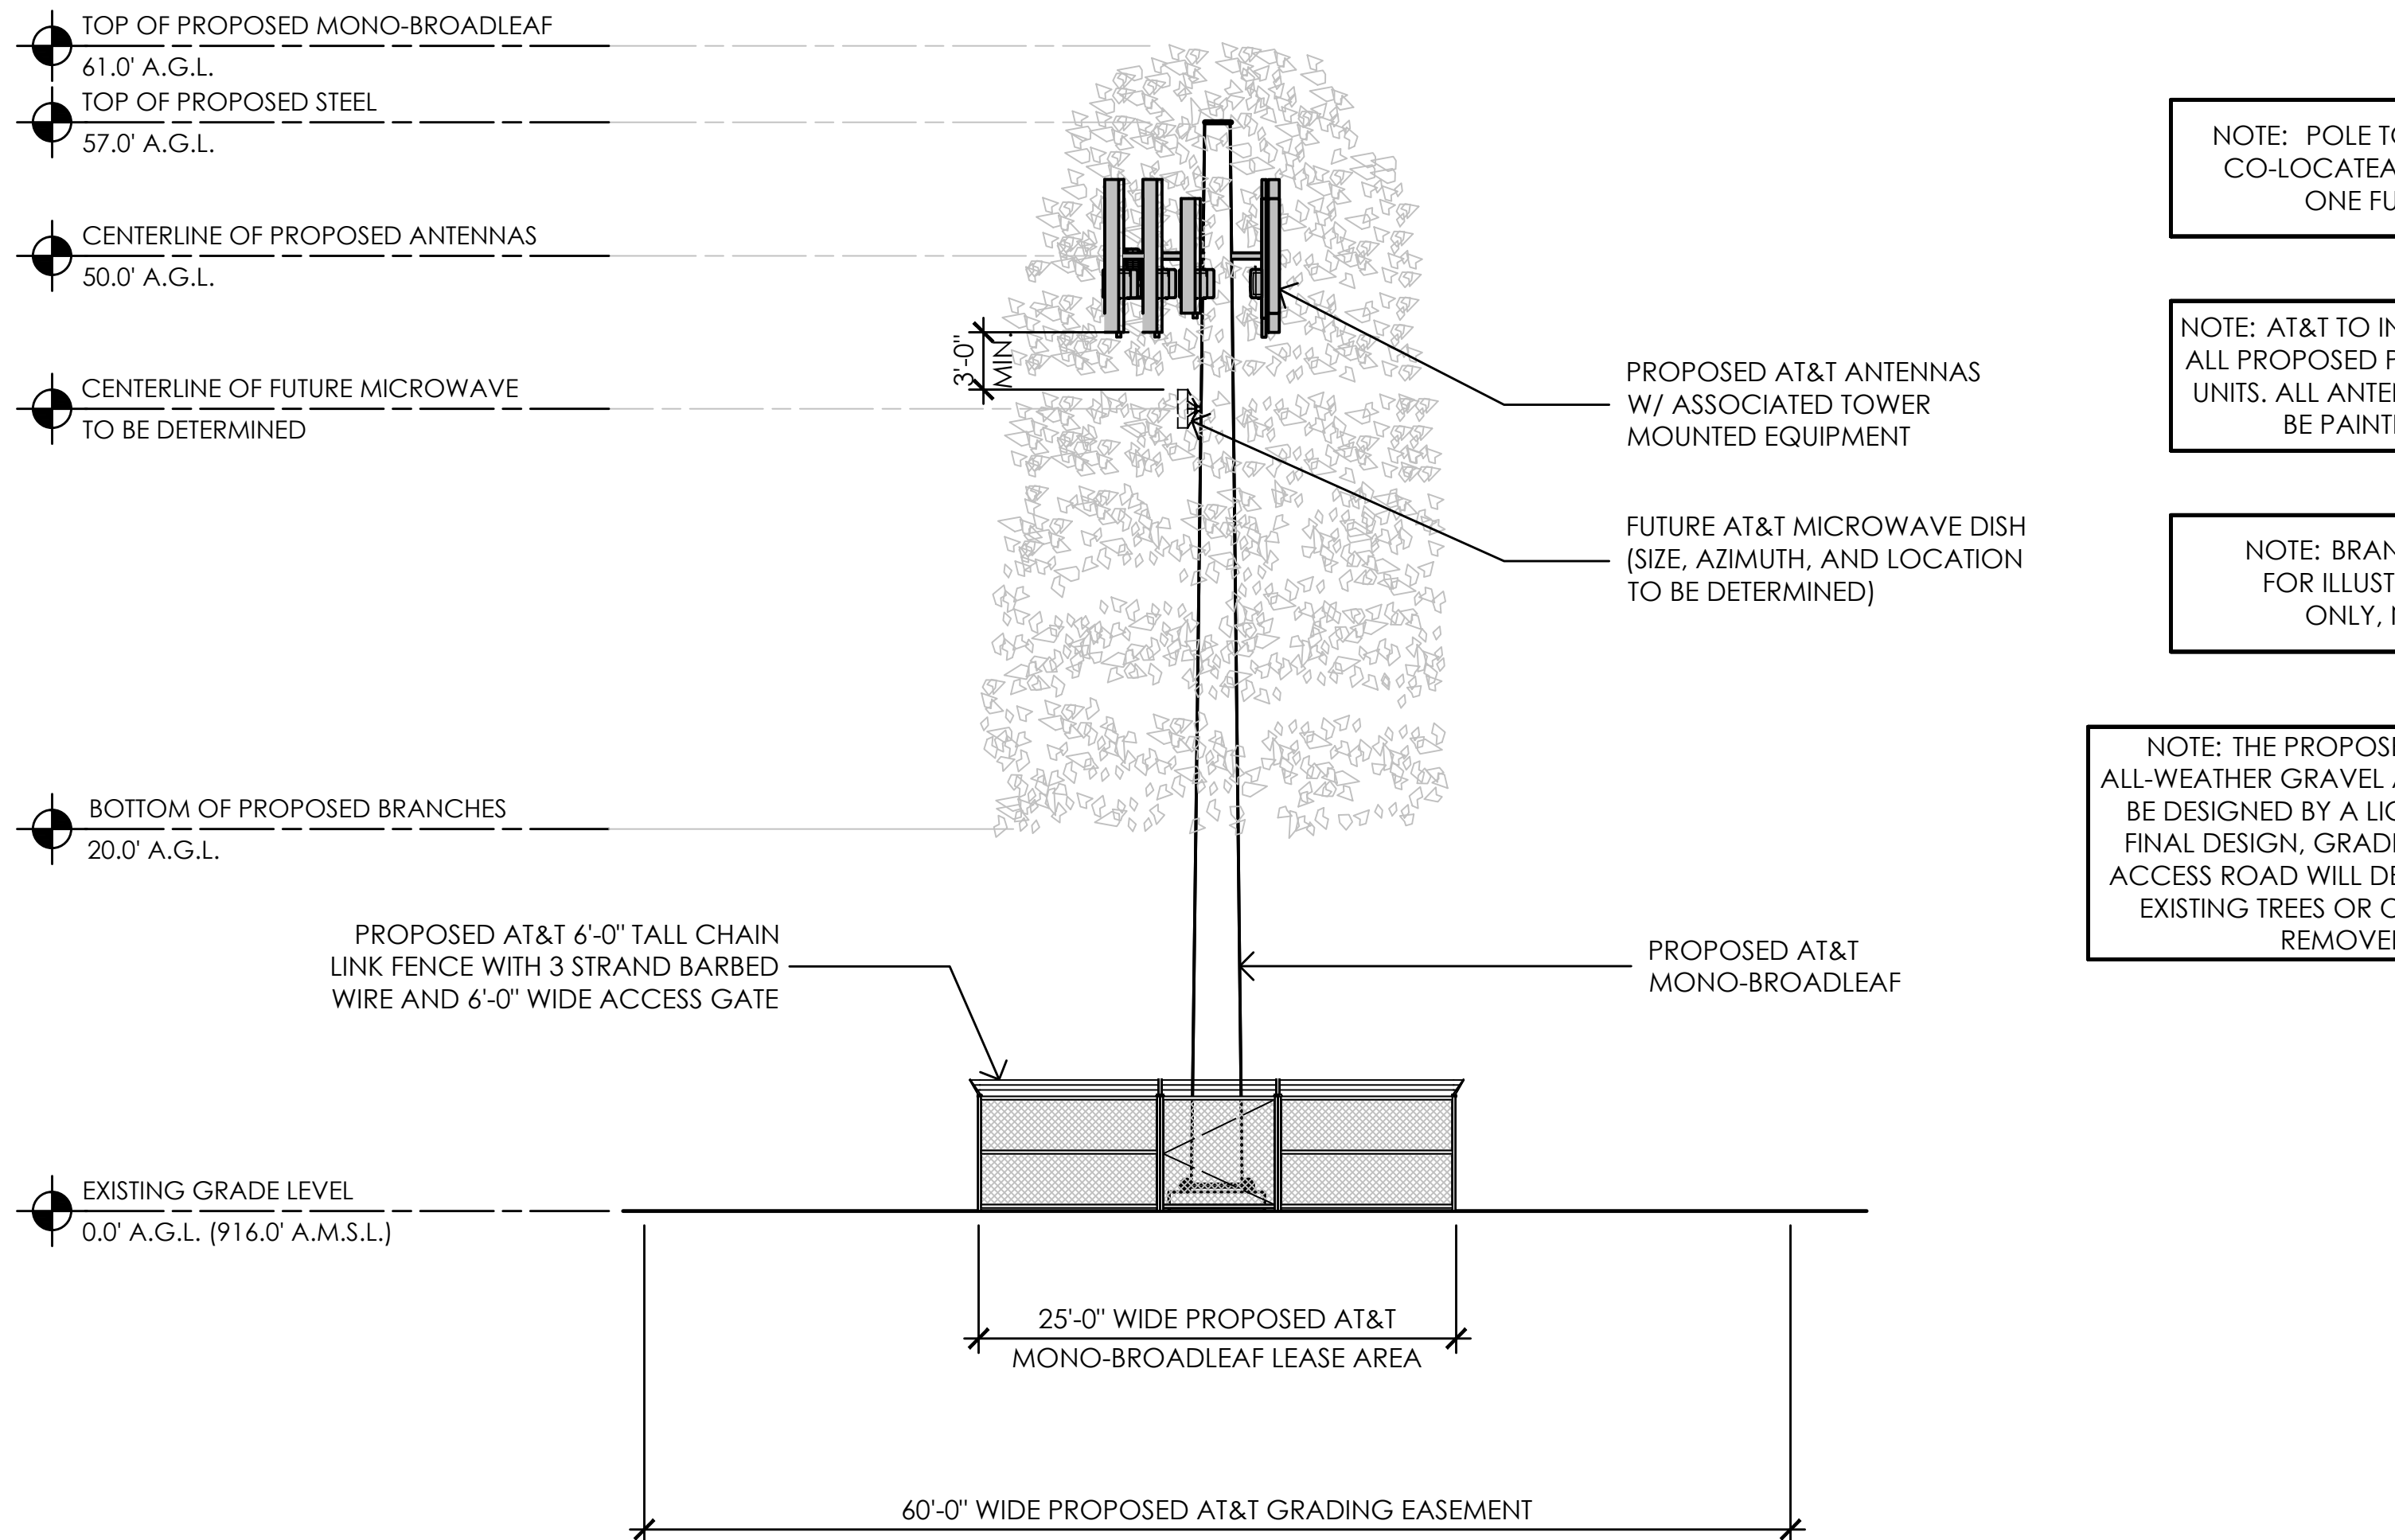 TOP OF PROPOSED MONO-BROADLEAF
61.0' A.G.L.
TOP OF PROPOSED STEEL
57.0' A.G.L.
CENTERLINE OF PROPOSED ANTENNAS
50.0' A.G.L.
3'-0"
MIN.
CENTERLINE OF FUTURE MICROWAVE
TO BE DETERMINED
BOTTOM OF PROPOSED BRANCHES
20.0' A.G.L.
PROPOSED AT&T 6'-0" TALL CHAIN
LINK FENCE WITH 3 STRAND BARBED
WIRE AND 6'-0" WIDE ACCESS GATE
EXISTING GRADE LEVEL
0.0' A.G.L. (916.0' A.M.S.L.)
PROPOSED AT&T ANTENNAS
W/ ASSOCIATED TOWER
MOUNTED EQUIPMENT
FUTURE AT&T MICROWAVE DISH
(SIZE, AZIMUTH, AND LOCATION
TO BE DETERMINED)
PROPOSED AT&T
MONO-BROADLEAF
25'-0" WIDE PROPOSED AT&T
MONO-BROADLEAF LEASE AREA
60'-0" WIDE PROPOSED AT&T GRADING EASEMENT
NOTE: POLE TO
CO-LOCATEA
ONE FU
NOTE: AT&T TO IN
ALL PROPOSED P
UNITS. ALL ANTE
BE PAINT
NOTE: BRAN
FOR ILLUST
ONLY,
NOTE: THE PROPOS
ALL-WEATHER GRAVEL A
BE DESIGNED BY A LIC
FINAL DESIGN, GRAD
ACCESS ROAD WILL DE
EXISTING TREES OR
REMOVE